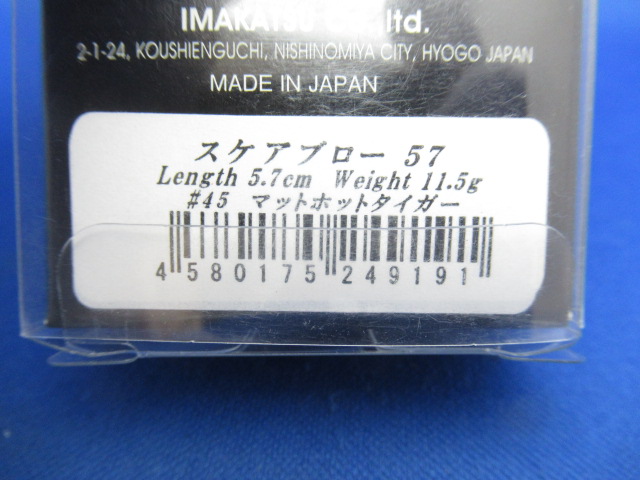 IMAKATSU Co., ltd.
2-1-24, KOUSHIENGUCHI, NISHINOMIYA CITY, HYOGO JAPAN
MADE IN JAPAN
スケアブロー 57
Length 5.7cm Weight 11.5g
#45 マットホットタイガー
4 580175 249191